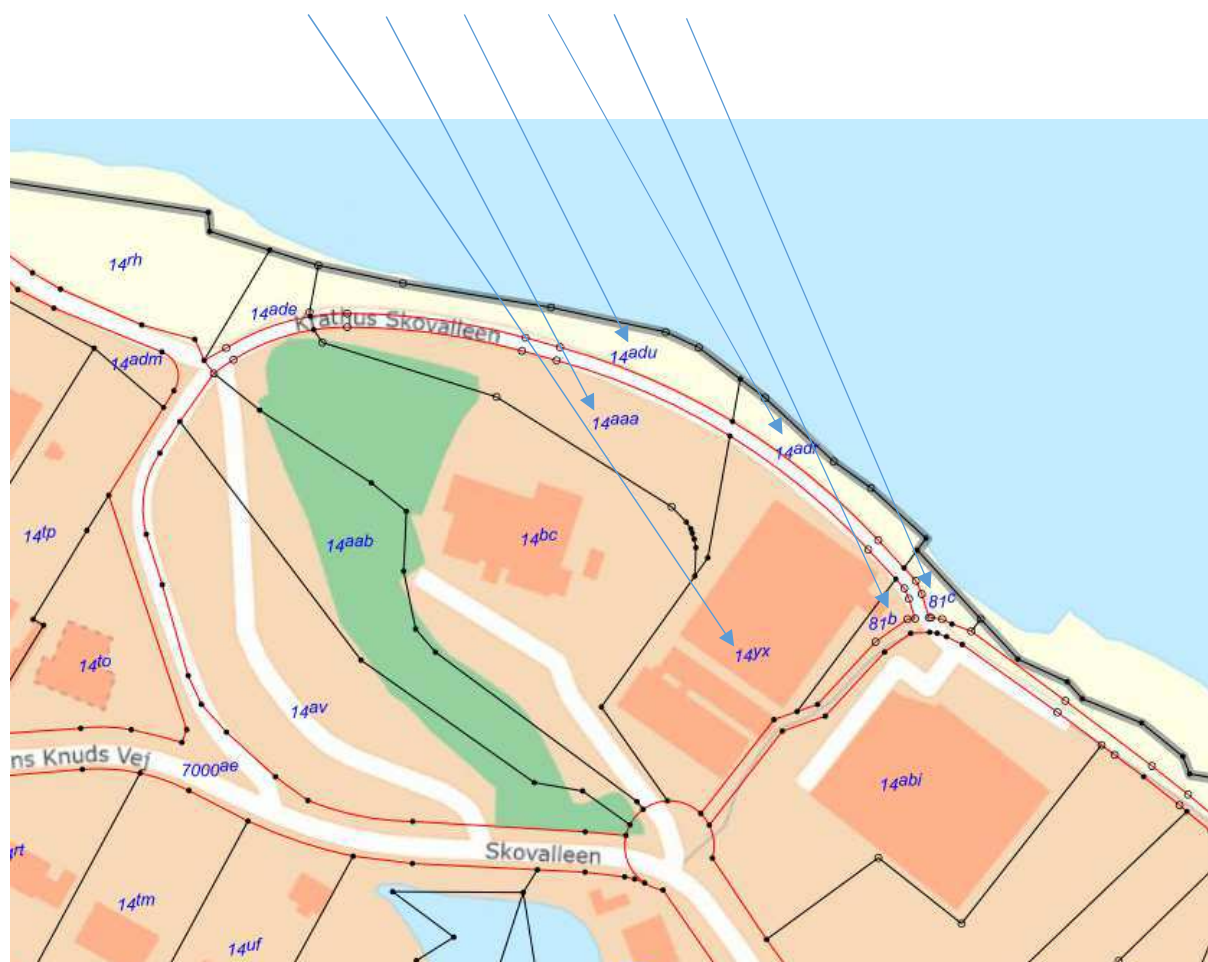 14rh
14ade
Krathus Skovalleen
14adm
14adu
14aaa
14adr
14tp
14aab
14bc
81c
81b
14to
14yx
14av
ns Knuds Vej
7000ae
14abi
Skovalleen
rt
14tm
14uf